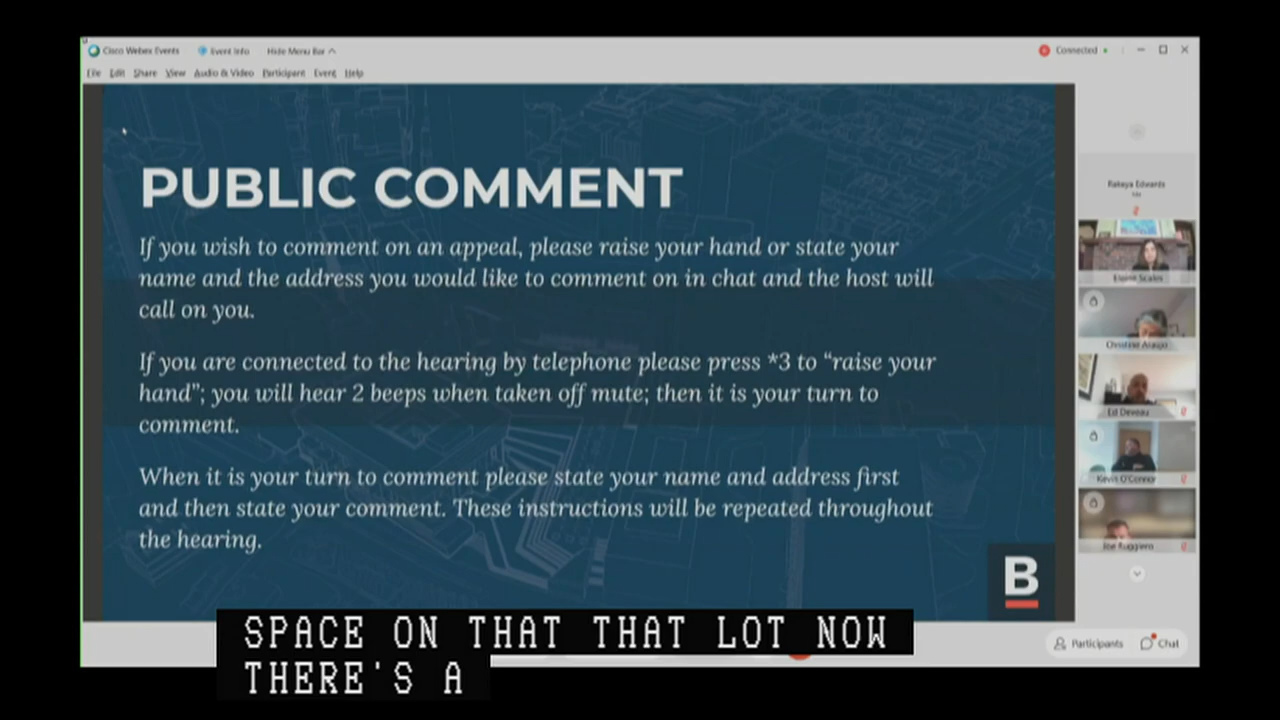 Cisco Webex Events
Event Info
Hide Menu Bar
Connected
File Edit Share View Audio & Video Participant Event Help
PUBLIC COMMENT
If you wish to comment on an appeal, please raise your hand or state your
name and the address you would like to comment on in chat and the host will
call on you.
If you are connected to the hearing by telephone please press *3 to “raise your
hand”; you will hear 2 beeps when taken off mute; then it is your turn to
comment.
When it is your turn to comment please state your name and address first
and then state your comment. These instructions will be repeated throughout
the hearing.
B
Rakeya Edwards
Me
Elaine Scales
Christine Araujo
Ed Deveau
Kevin O'Connor
Joe Ruggiero
Participants
Chat
SPACE ON THAT THAT LOT NOW
THERE'S A